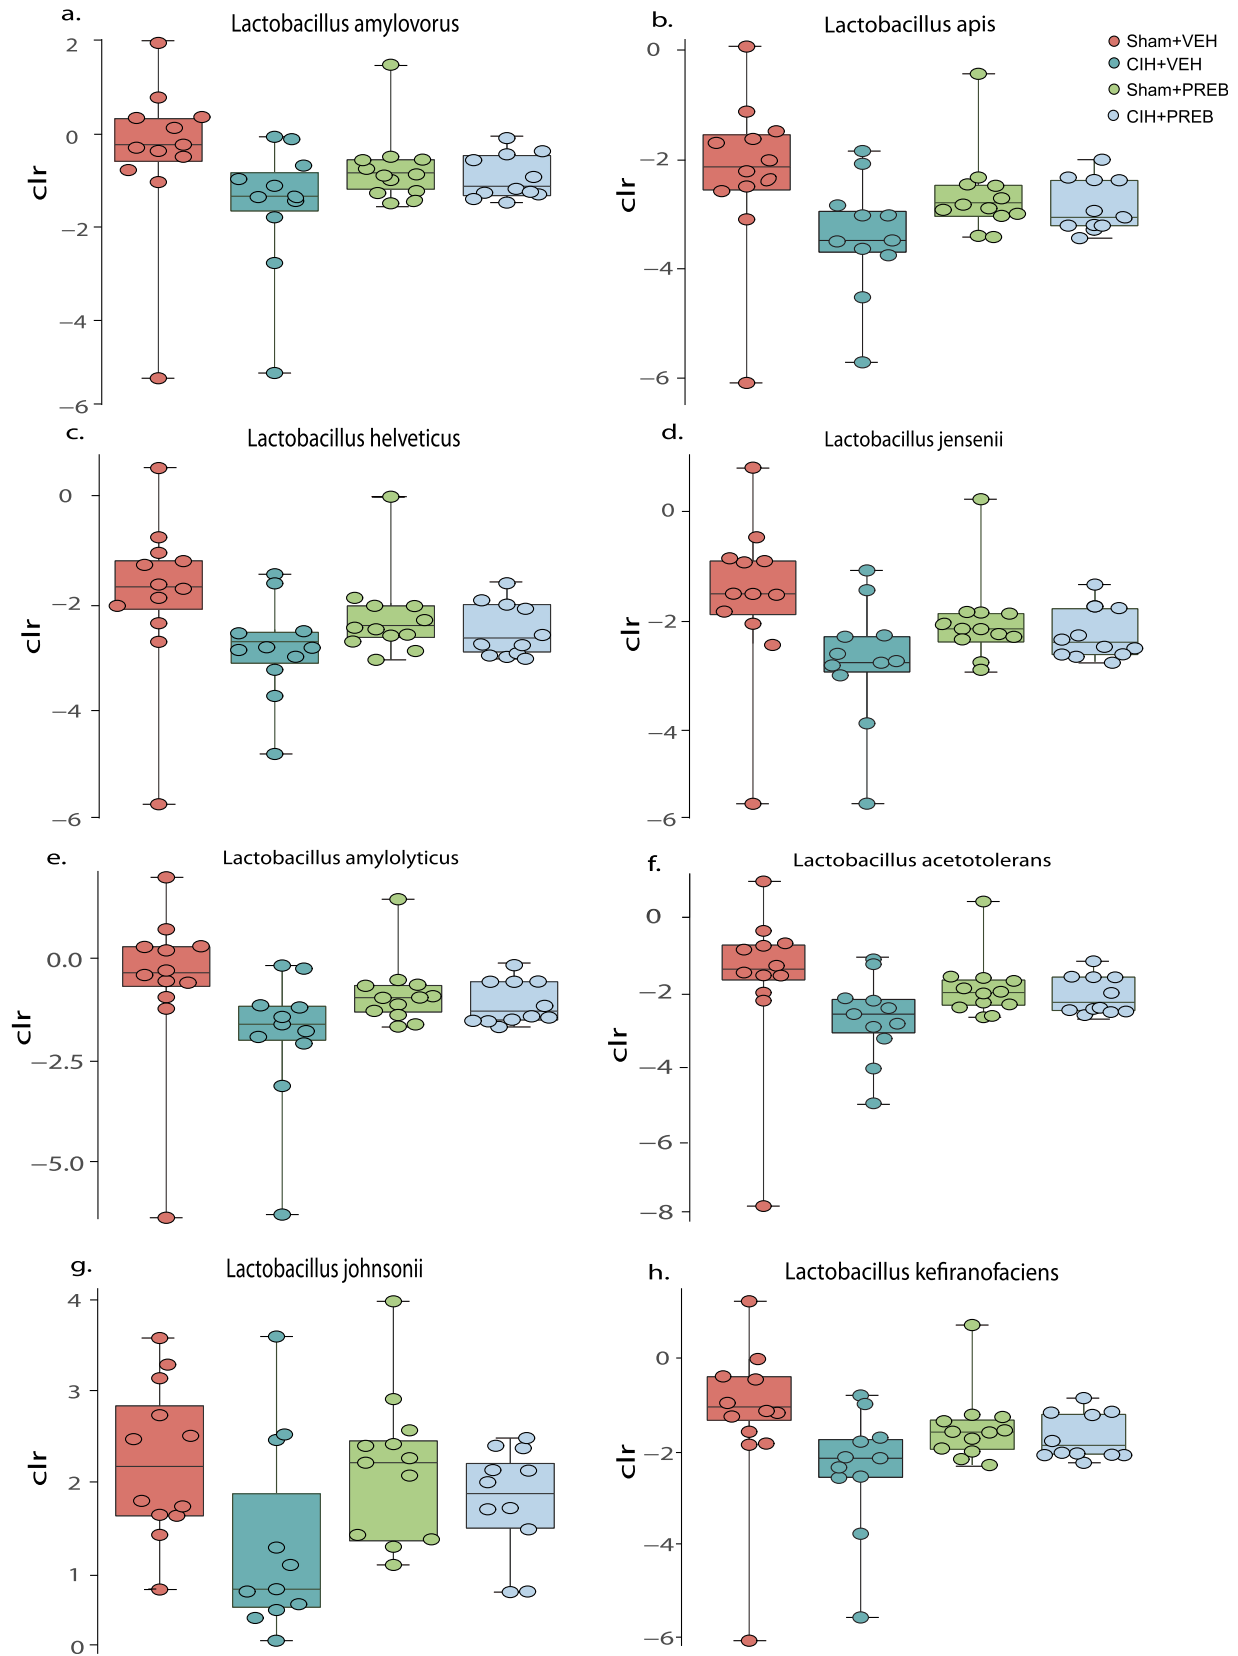 a.
Lactobacillus amylovorus
2
0
−2
−4
−6
clr
b.
Lactobacillus apis
0
−2
−4
−6
clr
Sham+VEH
CIH+VEH
Sham+PREB
CIH+PREB
c.
Lactobacillus helveticus
0
−2
−4
−6
clr
d.
Lactobacillus jensenii
0
−2
−4
−6
clr
e.
Lactobacillus amylolyticus
0.0
−2.5
−5.0
clr
f.
Lactobacillus acetotolerans
0
−2
−4
−6
−8
clr
g.
Lactobacillus johnsonii
4
3
2
1
0
clr
h.
Lactobacillus kefiranofaciens
0
−2
−4
−6
clr